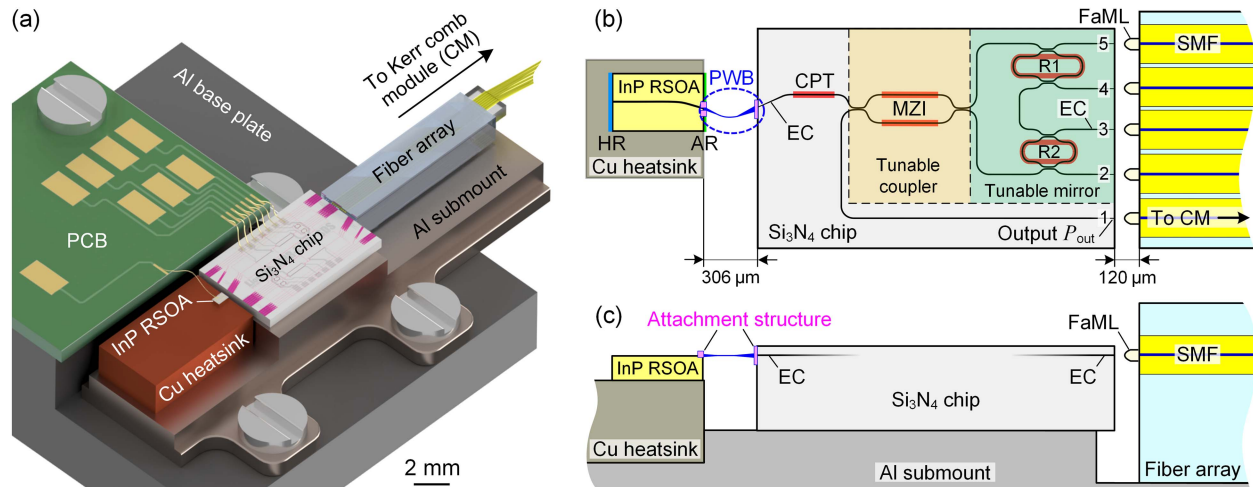 (a)
Al base plate
To Kerr comb
module (CM)
Fiber array
Al submount
PCB
Si₃N₄ chip
InP RSOA
Cu heatsink
2 mm
(b)
FaML
SMF
5
R1
4
EC
3
R2
2
Tunable mirror
1
To CM
Output Pout
120 µm
InP RSOA
PWB
CPT
MZI
EC
HR
AR
Cu heatsink
Tunable
coupler
Si₃N₄ chip
306 µm
(c)
Attachment structure
FaML
SMF
InP RSOA
EC
EC
Si₃N₄ chip
Cu heatsink
Al submount
Fiber array